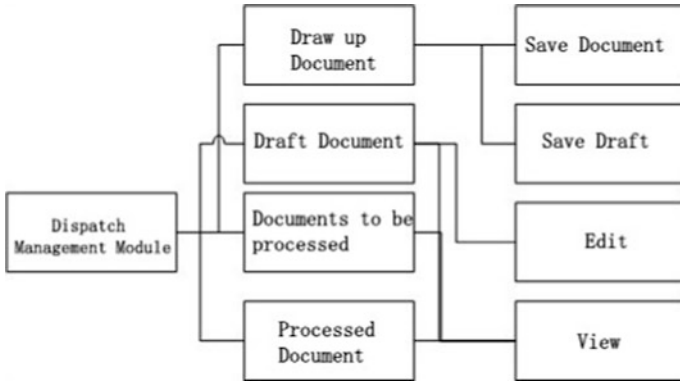 Draw up
Document
Save Document
Draft Document
Save Draft
Dispatch
Management Module
Documents to be
processed
Edit
Processed
Document
View